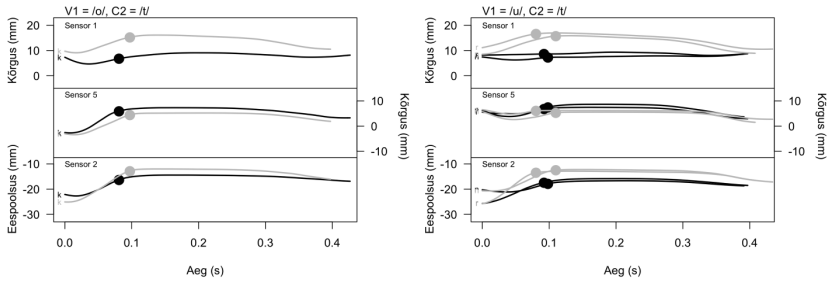 V1 = /o/, C2 = /t/
Sensor 1
Kõrgus (mm)
20
10
0
k
k
Sensor 5
Kõrgus (mm)
10
0
-10
k
Sensor 2
Eespoolsus (mm)
-10
-20
-30
k
k
0.0
0.1
0.2
0.3
0.4
Aeg (s)
V1 = /u/, C2 = /t/
Sensor 1
Kõrgus (mm)
20
10
0
r
Sensor 5
Kõrgus (mm)
10
0
-10
Sensor 2
Eespoolsus (mm)
-10
-20
-30
r
0.0
0.1
0.2
0.3
0.4
Aeg (s)